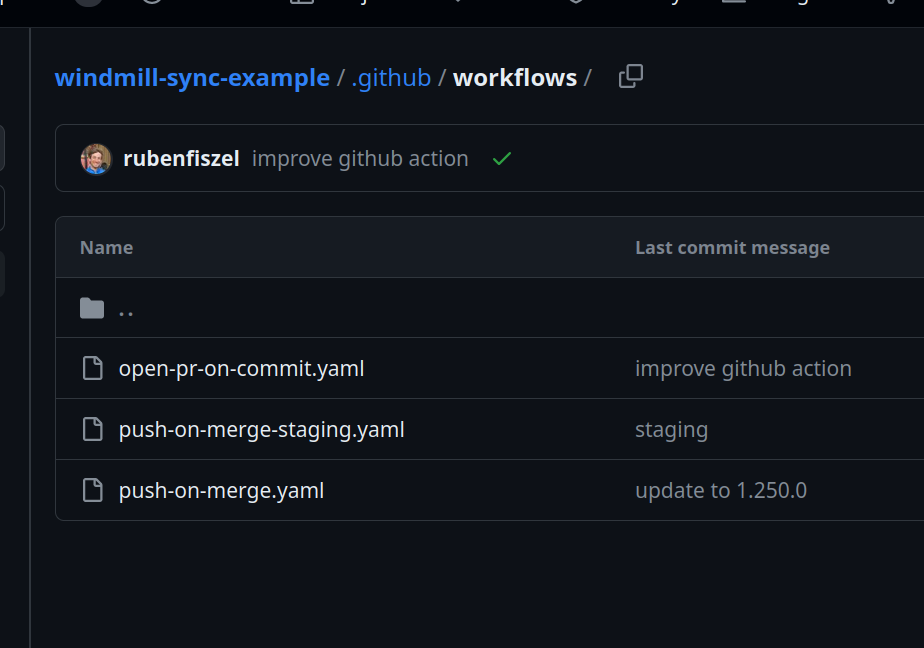 windmill-sync-example / .github / workflows /
rubenfiszel improve github action
Name Last commit message
..
open-pr-on-commit.yaml improve github action
push-on-merge-staging.yaml staging
push-on-merge.yaml update to 1.250.0